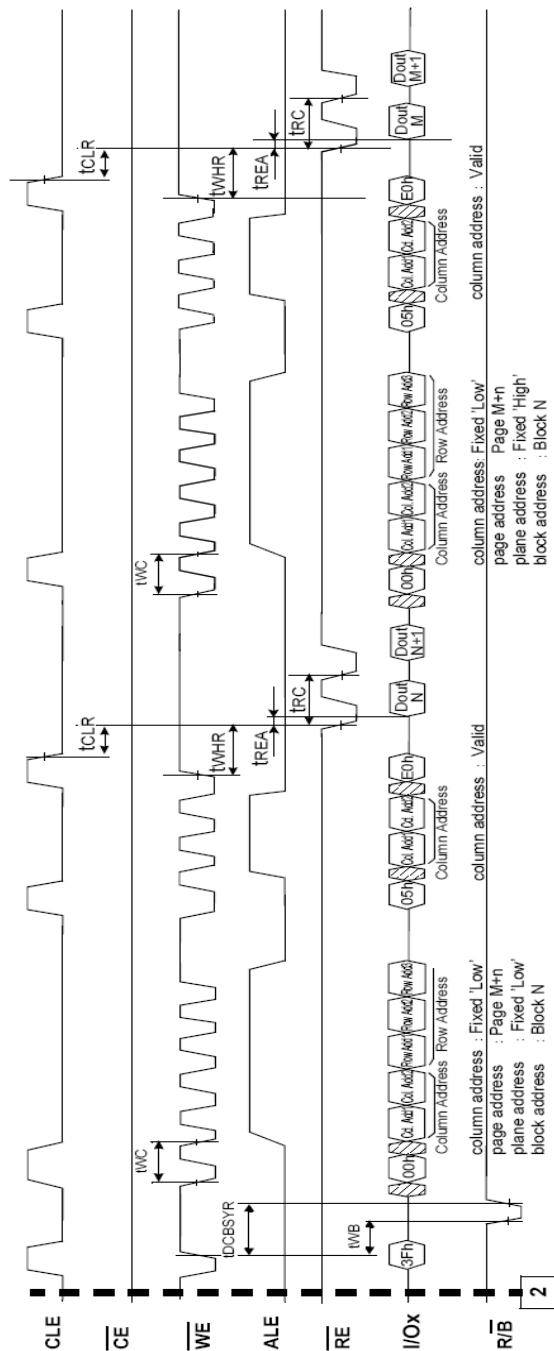 CLE
tCLR
tCLR
CE
WE
tWC
tWHR
tWC
tWHR
ALE
tDCBSYR
tREA
tREA
RE
tWB
tRC
tRC
I/Ox
3Fh
00h
Col. Add1
Col. Add2
Row Add1
Row Add2
Row Add3
05h
Col. Add1
Col. Add2
E0h
Dout
N
Dout
N+1
00h
Col. Add1
Col. Add2
Row Add1
Row Add2
Row Add3
05h
Col. Add1
Col. Add2
E0h
Dout
M
Dout
M+1
Column Address
Row Address
Column Address
Column Address
Row Address
Column Address
column address : Fixed 'Low'
page address : Page M+n
plane address : Fixed 'Low'
block address : Block N
column address : Valid
column address: Fixed 'Low'
page address Page M+n
plane address : Fixed 'High'
block address : Block N
column address : Valid
R/B
2